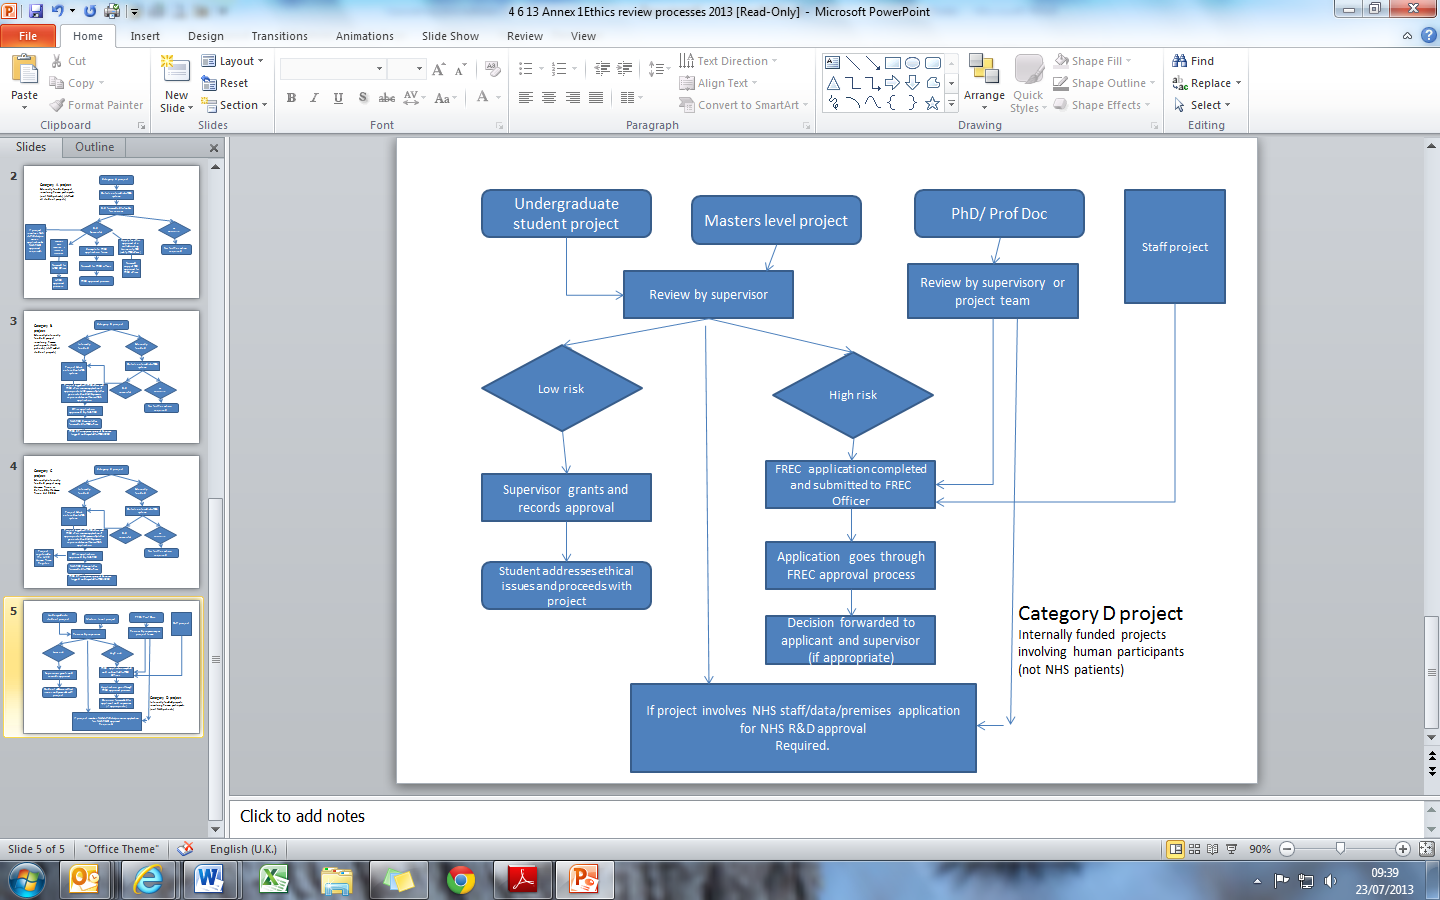 4 6 13 Annex 1Ethics review processes 2013 [Read-Only] - Microsoft PowerPoint
File Home Insert Design Transitions Animations Slide Show Review View
Paste
Cut
Copy
Format Painter
Clipboard
New
Slide
Layout
Reset
Section
Slides
B I U S abc AV Aa A
Font
Text Direction
Align Text
Convert to SmartArt
Paragraph
Arrange
Quick
Styles
Shape Fill
Shape Outline
Shape Effects
Drawing
Find
Replace
Select
Editing
Slides Outline
2
3
4
5
Undergraduate
student project
Masters level project
PhD/ Prof Doc
Staff project
Review by supervisor
Review by supervisory or
project team
Low risk
High risk
Supervisor grants and
records approval
FREC application completed
and submitted to FREC
Officer
Student addresses ethical
issues and proceeds with
project
Application goes through
FREC approval process
Decision forwarded to
applicant and supervisor
(if appropriate)
Category D project
Internally funded projects
involving human participants
(not NHS patients)
If project involves NHS staff/data/premises application
for NHS R&D approval
Required.
Click to add notes
Slide 5 of 5
"Office Theme"
English (U.K.)
90%
09:39
23/07/2013